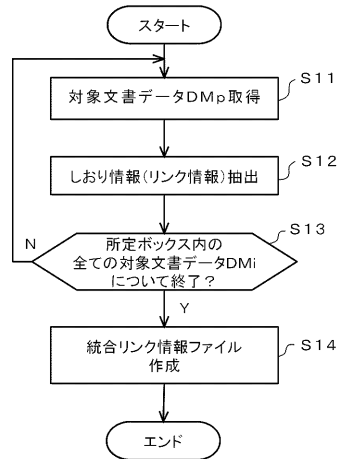 スタート
対象文書データDMp取得
S11
しおり情報(リンク情報)抽出
S12
所定ボックス内の
全ての対象文書データDMi
について終了?
S13
N
Y
統合リンク情報ファイル
作成
S14
エンド